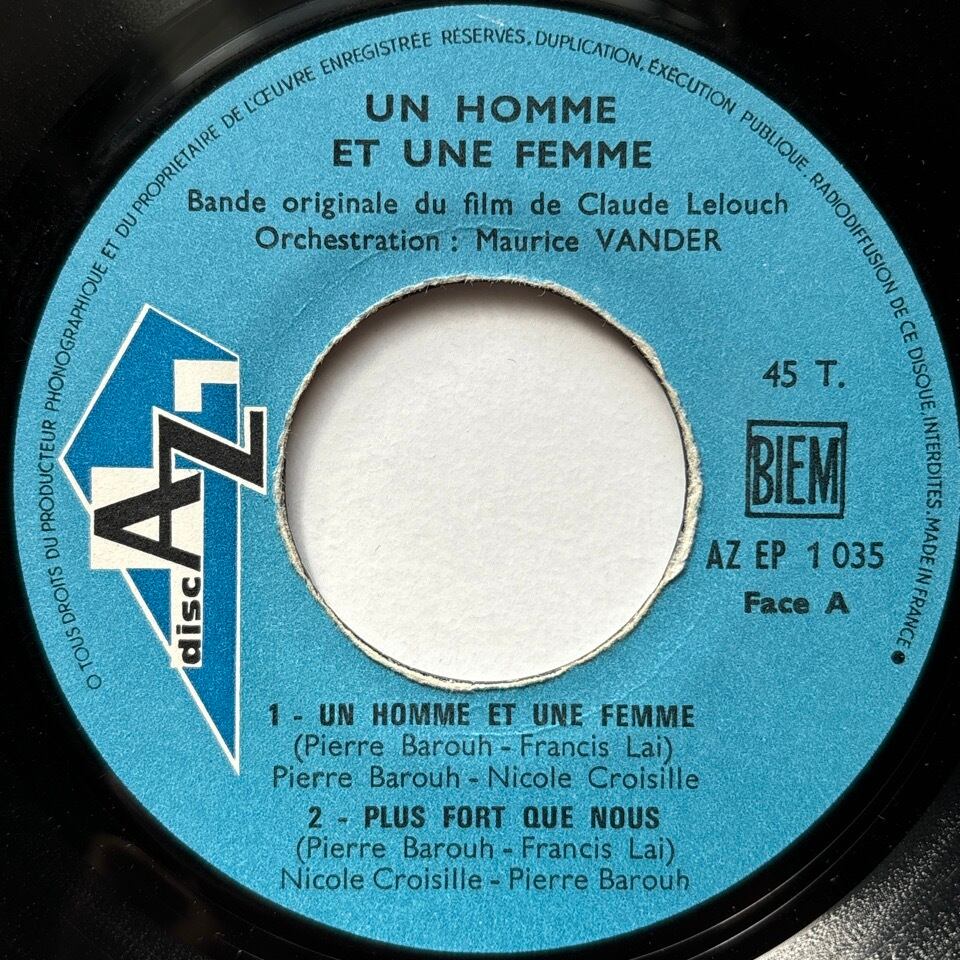 O TOUS DROITS DU PRODUCTEUR PHONOGRAPHIQUE ET DU PROPRIETAIRE DE L'ŒUVRE ENREGISTRÉE RÉSERVÉS, DUPLICATION, EXÉCUTION PUBLIQUE, RADIODIFFUSION DE CE DISQUE, INTERDITES. MADE IN FRANCE
UN HOMME
ET UNE FEMME
Bande originale du film de Claude Lelouch
Orchestration : Maurice VANDER
disc AZ
45 T.
BIEM
AZ EP 1 035
Face A
1 - UN HOMME ET UNE FEMME
(Pierre Barouh - Francis Lai)
Pierre Barouh - Nicole Croisille
2 - PLUS FORT QUE NOUS
(Pierre Barouh - Francis Lai)
Nicole Croisille - Pierre Barouh